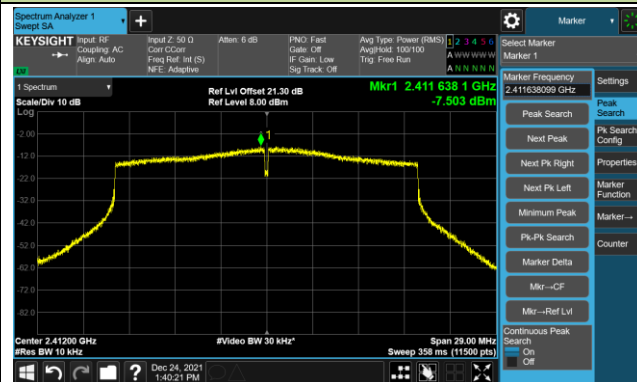 Spectrum Analyzer 1
Swept SA
+
Marker
KEYSIGHT
Input: RF
Coupling: AC
Align: Auto
Input Z: 50 Ω
Corr CCorr
Freq Ref: Int (S)
NFE: Adaptive
Atten: 6 dB
PNO: Fast
Gate: Off
IF Gain: Low
Sig Track: Off
Avg Type: Power (RMS)
Avg|Hold: 100/100
Trig: Free Run
1 2 3 4 5 6
A W W W W W
A N N N N N
LXI
Select Marker
Marker 1
1 Spectrum
Scale/Div 10 dB
Log
Ref Lvl Offset 21.30 dB
Ref Level 8.00 dBm
Mkr1 2.411 638 1 GHz
-7.503 dBm
1
-2.00
-12.0
-22.0
-32.0
-42.0
-52.0
-62.0
-72.0
-82.0
Center 2.41200 GHz
#Res BW 10 kHz
#Video BW 30 kHz*
Span 29.00 MHz
Sweep 358 ms (11500 pts)
Marker Frequency
2.411638099 GHz
Peak Search
Next Peak
Next Pk Right
Next Pk Left
Minimum Peak
Pk-Pk Search
Marker Delta
Mkr→CF
Mkr→Ref Lvl
Continuous Peak
Search
On
Off
Settings
Peak
Search
Pk Search
Config
Properties
Marker
Function
Marker→
Counter
?
Dec 24, 2021
1:40:21 PM